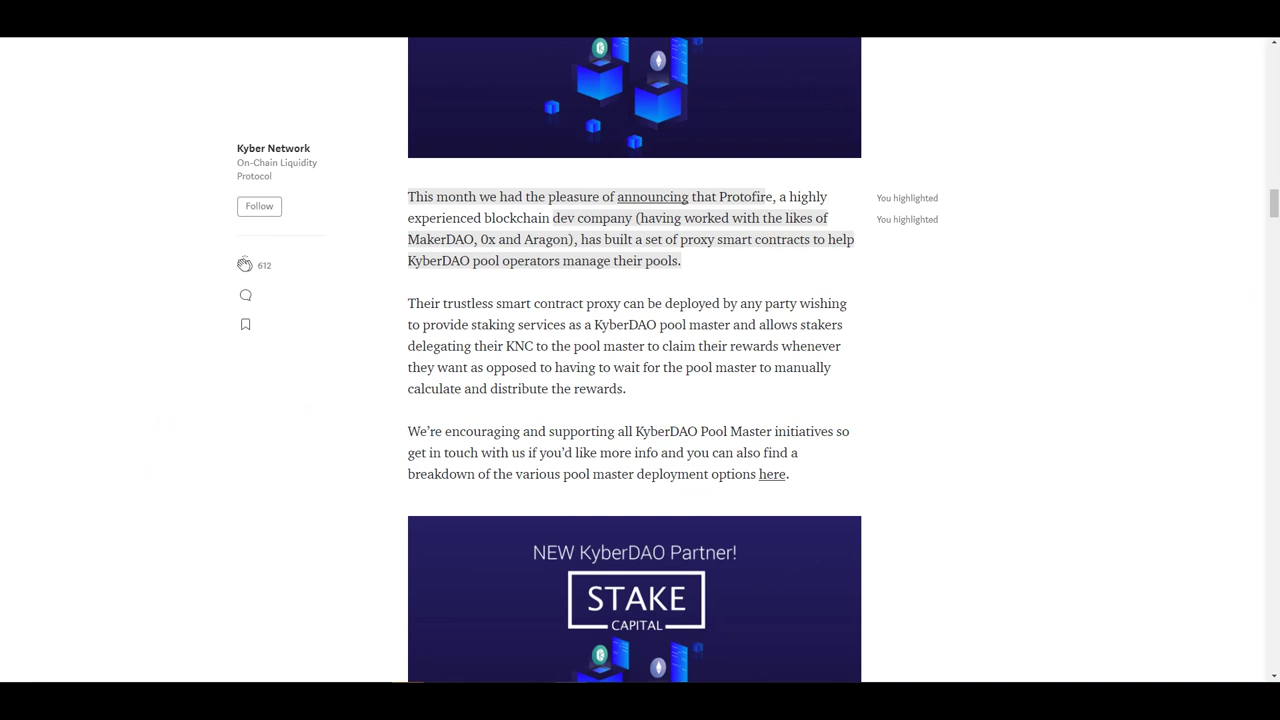 Kyber Network
On-Chain Liquidity
Protocol
Follow
612
This month we had the pleasure of announcing that Protofire, a highly
experienced blockchain dev company (having worked with the likes of
MakerDAO, 0x and Aragon), has built a set of proxy smart contracts to help
KyberDAO pool operators manage their pools.
You highlighted
You highlighted
Their trustless smart contract proxy can be deployed by any party wishing
to provide staking services as a KyberDAO pool master and allows stakers
delegating their KNC to the pool master to claim their rewards whenever
they want as opposed to having to wait for the pool master to manually
calculate and distribute the rewards.
We’re encouraging and supporting all KyberDAO Pool Master initiatives so
get in touch with us if you’d like more info and you can also find a
breakdown of the various pool master deployment options here.
NEW KyberDAO Partner!
STAKE
CAPITAL